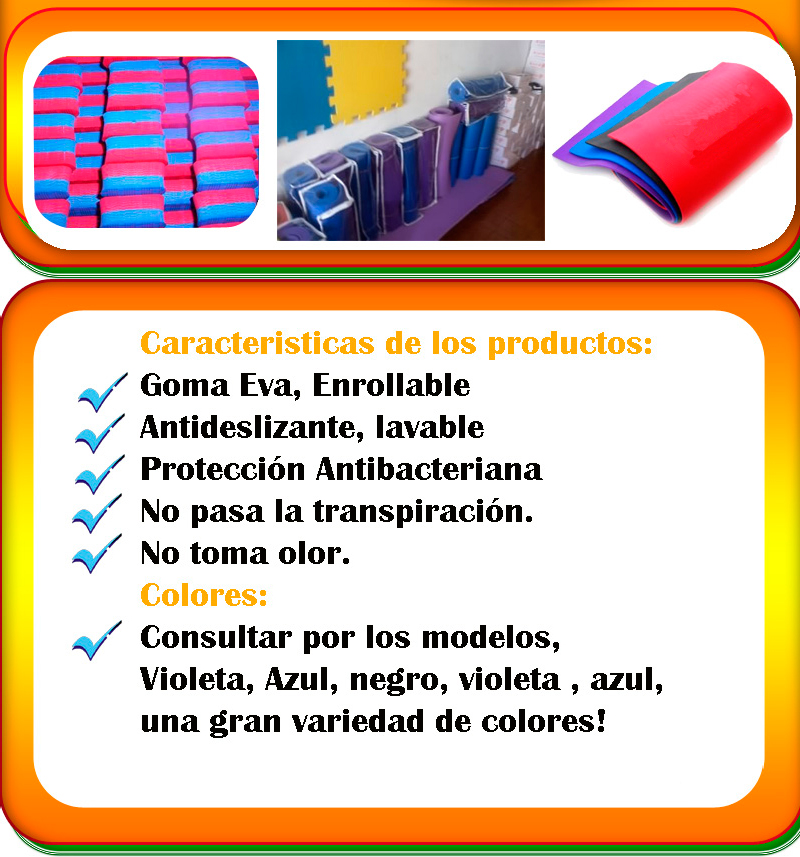 Caracteristicas de los productos:
Goma Eva, Enrollable
Antideslizante, lavable
Protección Antibacteriana
No pasa la transpiración.
No toma olor.
Colores:
Consultar por los modelos,
Violeta, Azul, negro, violeta , azul,
una gran variedad de colores!